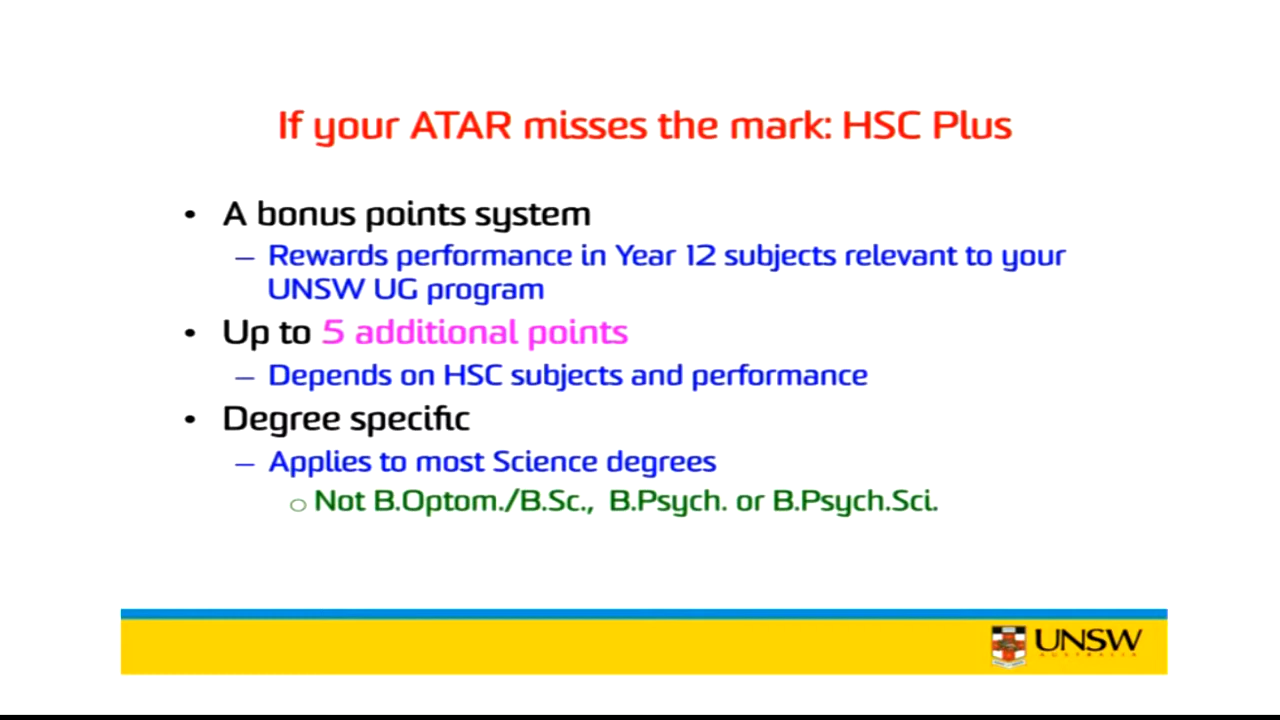 If your ATAR misses the mark: HSC Plus
• A bonus points system
– Rewards performance in Year 12 subjects relevant to your
UNSW UG program
• Up to 5 additional points
– Depends on HSC subjects and performance
• Degree specific
– Applies to most Science degrees
○ Not B.Optom./B.Sc., B.Psych. or B.Psych.Sci.
UNSW
AUSTRALIA